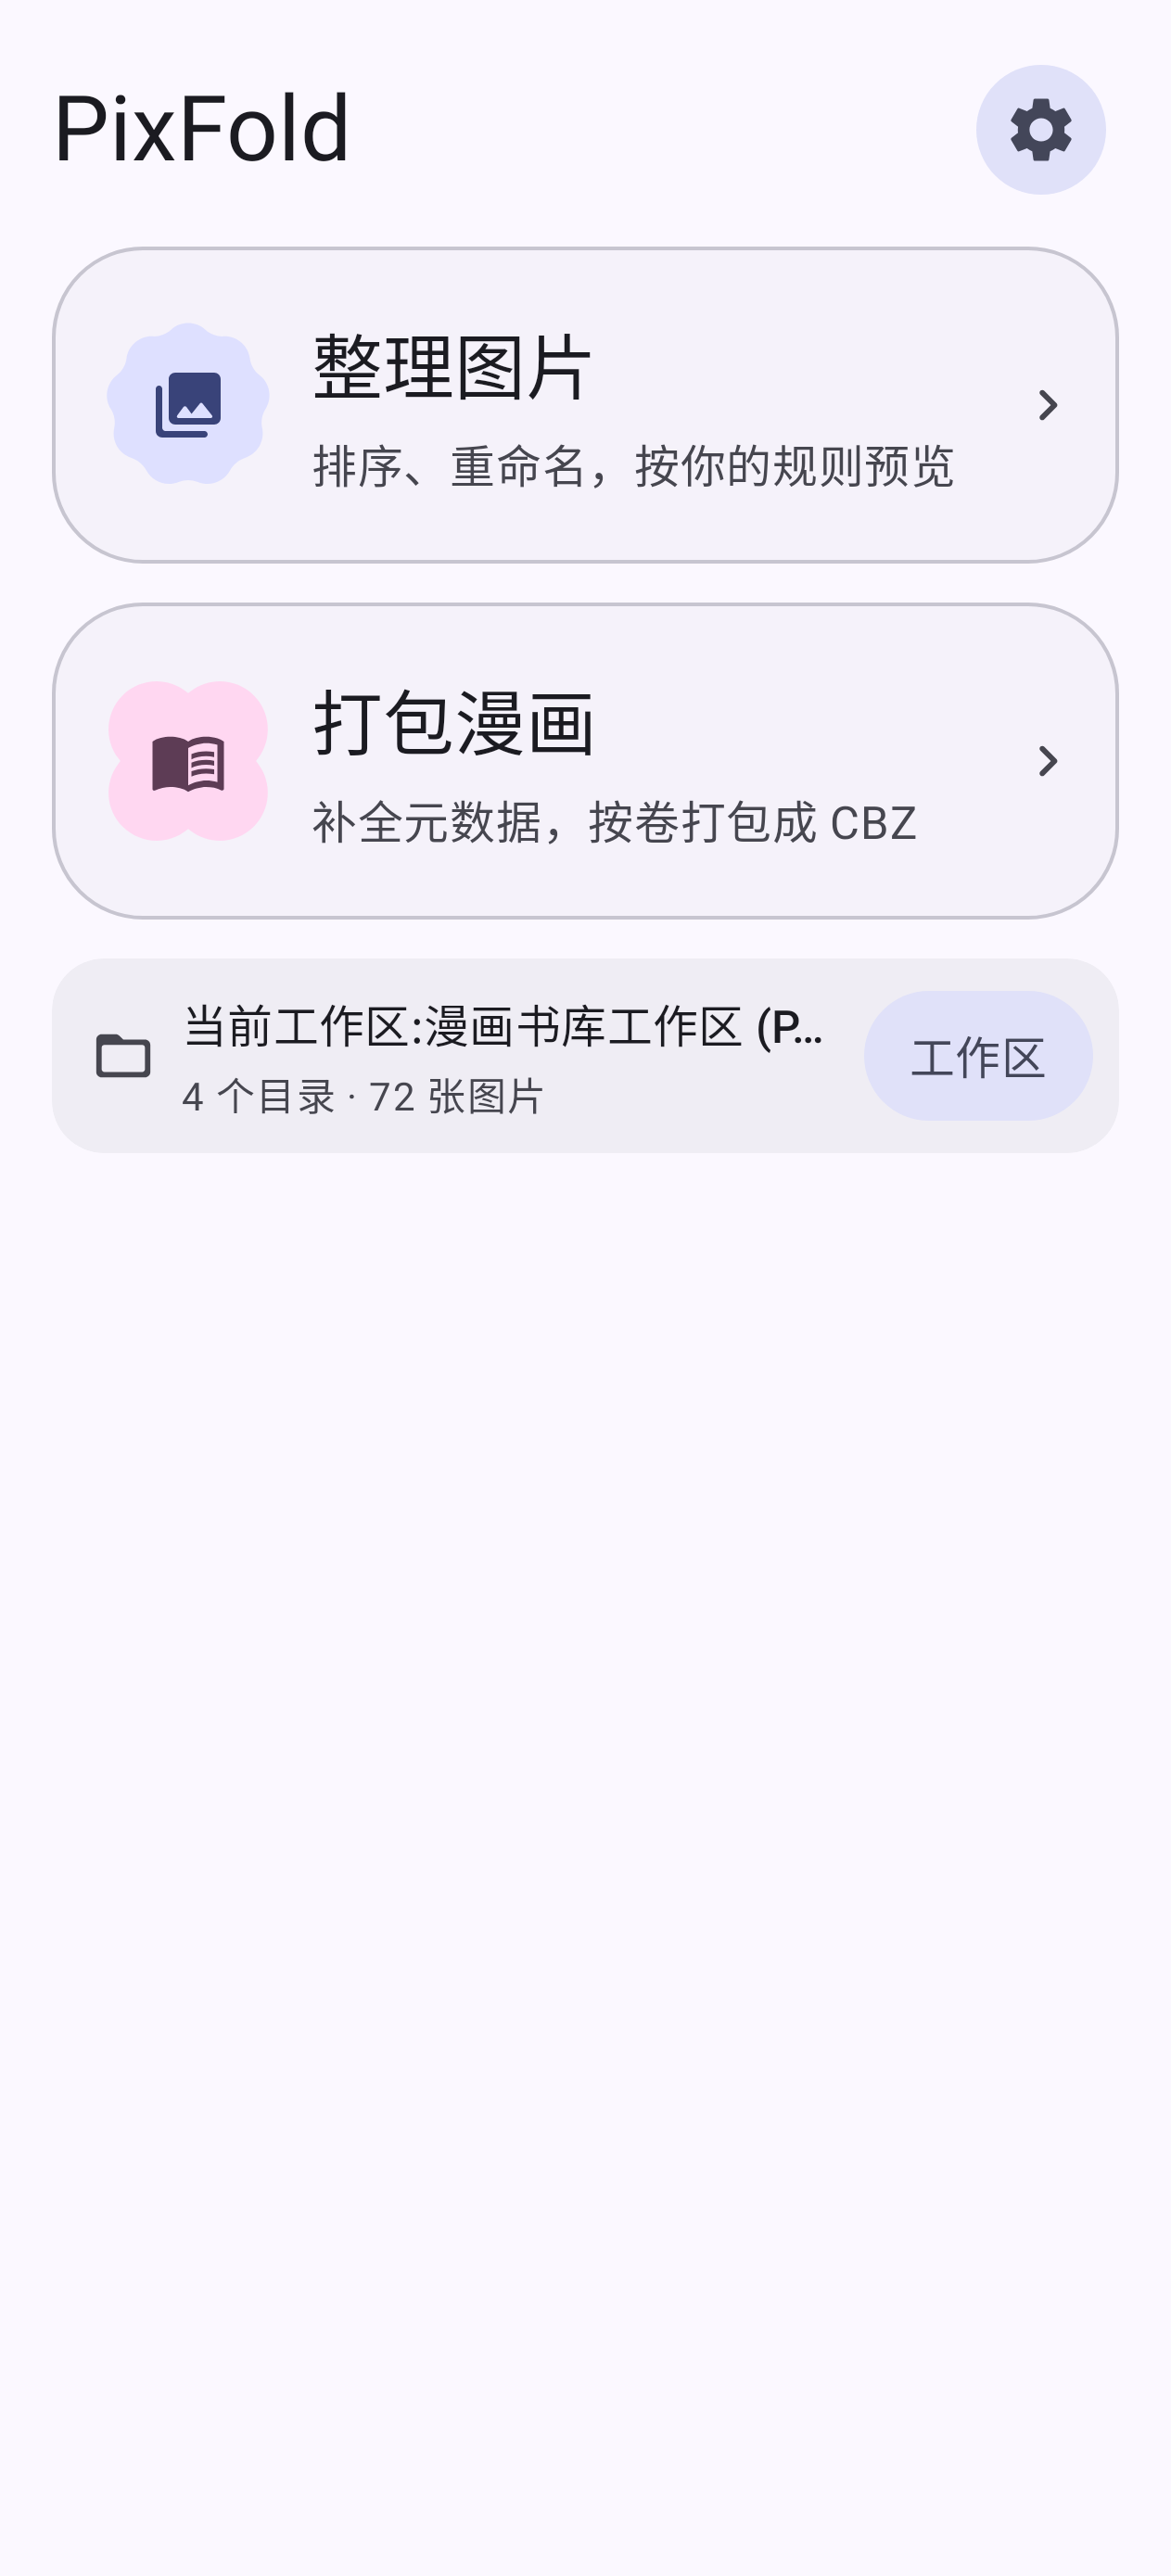 PixFold
整理图片
排序、重命名，按你的规则预览
打包漫画
补全元数据，按卷打包成 CBZ
当前工作区:漫画书库工作区 (P...
4 个目录 · 72 张图片
工作区